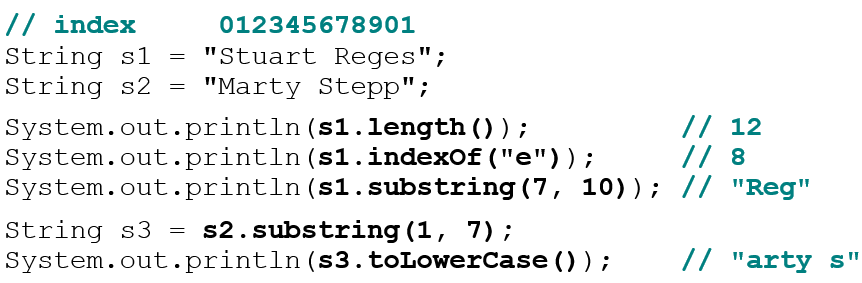 // index     012345678901
String s1 = "Stuart Reges";
String s2 = "Marty Stepp";
System.out.println(s1.length());         // 12
System.out.println(s1.indexOf("e"));     // 8
System.out.println(s1.substring(7, 10)); // "Reg"
String s3 = s2.substring(1, 7);
System.out.println(s3.toLowerCase());    // "arty s"